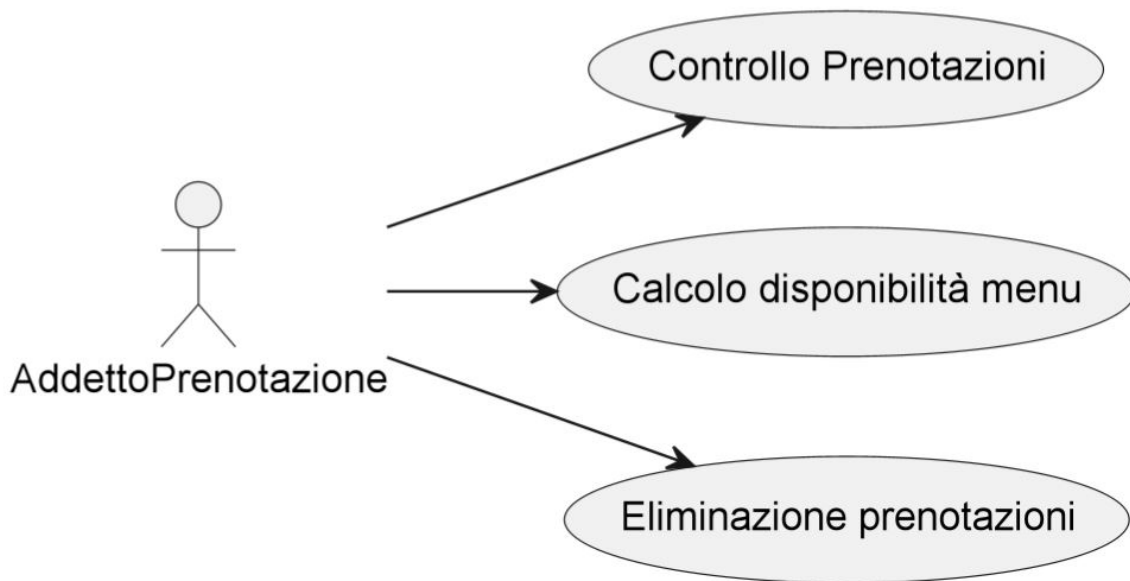 Controllo Prenotazioni
Calcolo disponibilità menu
AddettoPrenotazione
Eliminazione prenotazioni